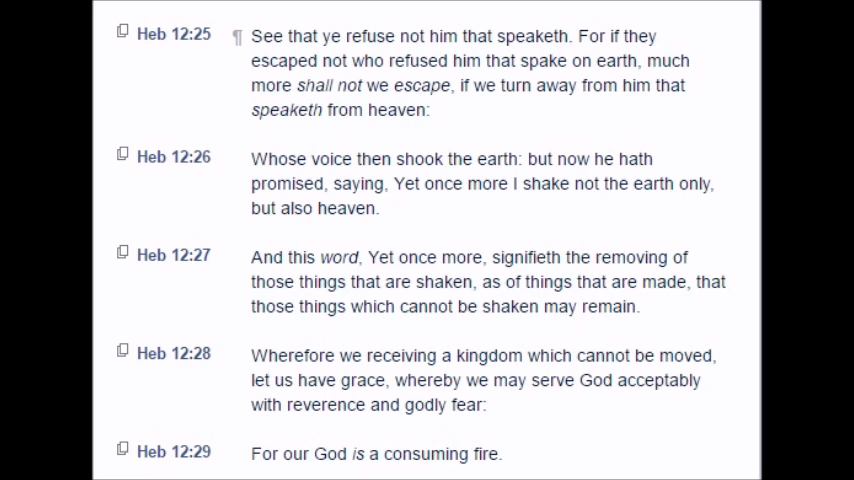 Heb 12:25 ¶ See that ye refuse not him that speaketh. For if they
escaped not who refused him that spake on earth, much
more shall not we escape, if we turn away from him that
speaketh from heaven:
Heb 12:26 Whose voice then shook the earth: but now he hath
promised, saying, Yet once more I shake not the earth only,
but also heaven.
Heb 12:27 And this word, Yet once more, signifieth the removing of
those things that are shaken, as of things that are made, that
those things which cannot be shaken may remain.
Heb 12:28 Wherefore we receiving a kingdom which cannot be moved,
let us have grace, whereby we may serve God acceptably
with reverence and godly fear:
Heb 12:29 For our God is a consuming fire.